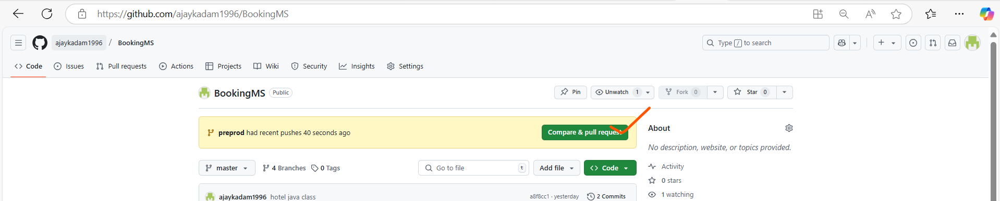 https://github.com/ajaykadam1996/BookingMS
ajaykadam1996 / BookingMS
Type / to search
Code Issues Pull requests Actions Projects Wiki Security Insights Settings
BookingMS Public
Pin Unwatch 1 Fork 0 Star 0
preprod had recent pushes 40 seconds ago
Compare & pull request
About
No description, website, or topics provided.
master 4 Branches 0 Tags
Go to file t
Add file
<> Code
Activity
0 stars
1 watching
ajaykadam1996 hotel java class
a8f8cc1 · yesterday 2 Commits